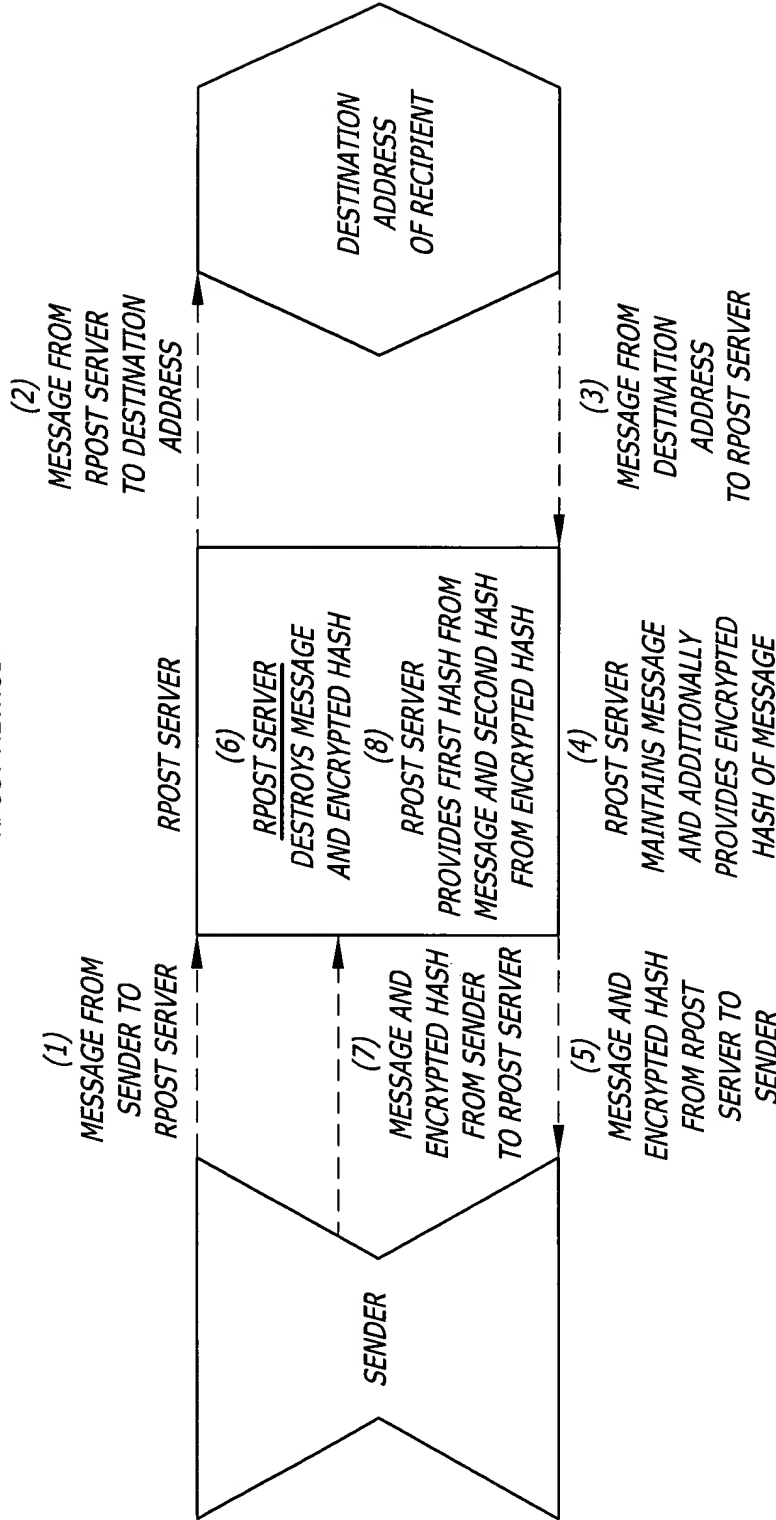 (1)
MESSAGE FROM
SENDER TO
RPOST SERVER
RPOST SERVER
(2)
MESSAGE FROM
RPOST SERVER
TO DESTINATION
ADDRESS
SENDER
(7)
MESSAGE AND
ENCRYPTED HASH
FROM SENDER
TO RPOST SERVER
(6)
RPOST SERVER
DESTROYS MESSAGE
AND ENCRYPTED HASH
(8)
RPOST SERVER
PROVIDES FIRST HASH FROM
MESSAGE AND SECOND HASH
FROM ENCRYPTED HASH
DESTINATION
ADDRESS
OF RECIPIENT
(5)
MESSAGE AND
ENCRYPTED HASH
FROM RPOST
SERVER TO
SENDER
(4)
RPOST SERVER
MAINTAINS MESSAGE
AND ADDITIONALLY
PROVIDES ENCRYPTED
HASH OF MESSAGE
(3)
MESSAGE FROM
DESTINATION
ADDRESS
TO RPOST SERVER